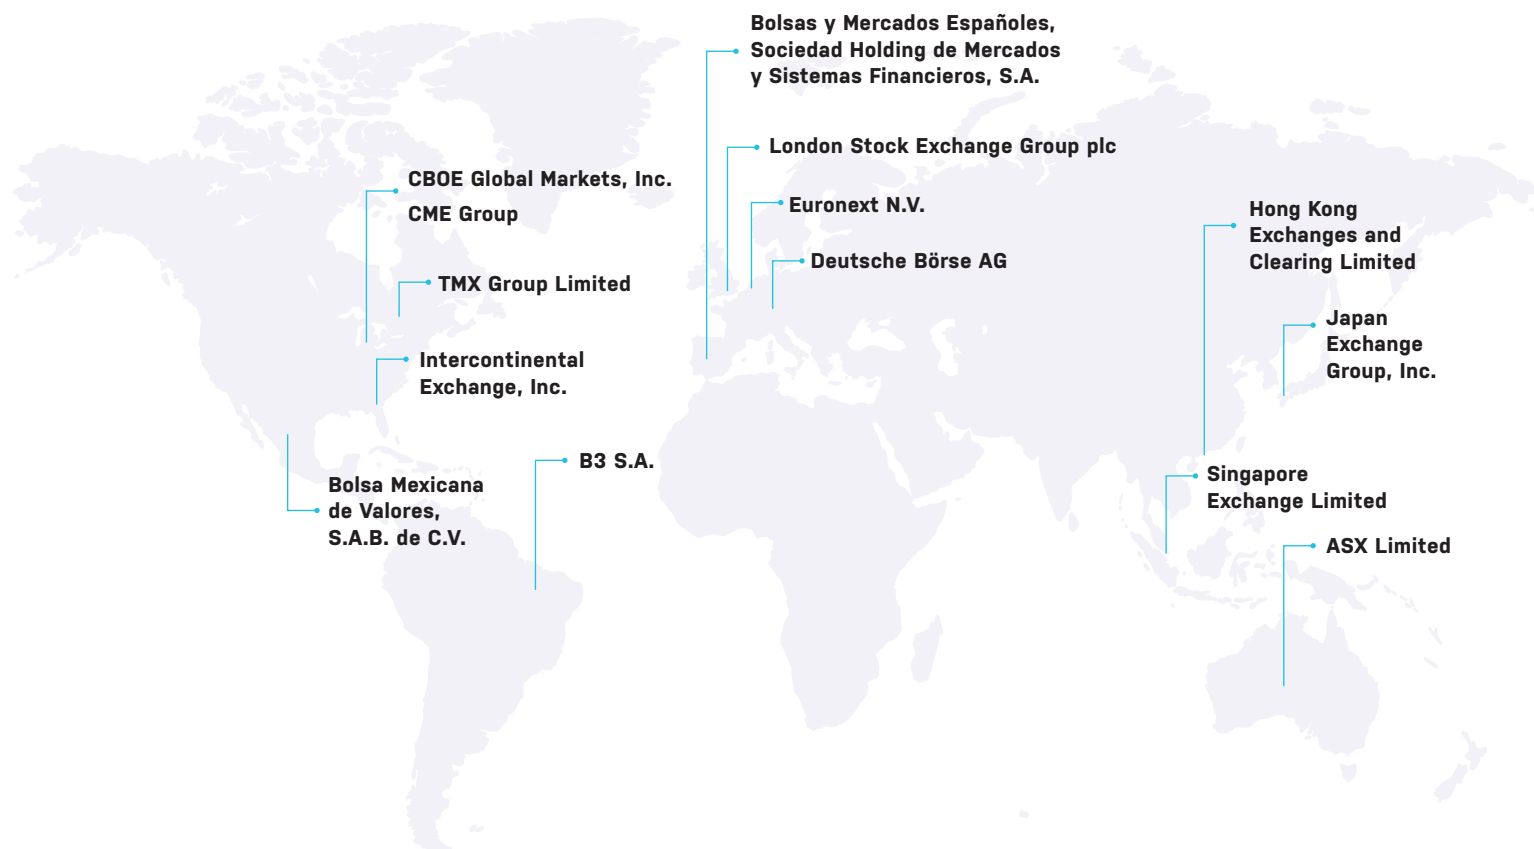 Bolsas y Mercados Españoles,
Sociedad Holding de Mercados
y Sistemas Financieros, S.A.
London Stock Exchange Group plc
CBOE Global Markets, Inc.
CME Group
Euronext N.V.
Hong Kong
Exchanges and
Clearing Limited
Deutsche Börse AG
TMX Group Limited
Japan
Exchange
Group, Inc.
Intercontinental
Exchange, Inc.
B3 S.A.
Singapore
Exchange Limited
Bolsa Mexicana
de Valores,
S.A.B. de C.V.
ASX Limited